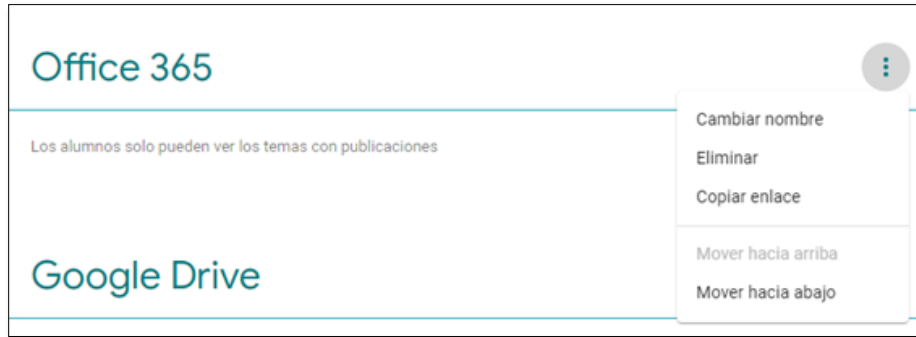 Office 365
Cambiar nombre
Los alumnos solo pueden ver los temas con publicaciones
Eliminar
Copiar enlace
Mover hacia arriba
Google Drive
Mover hacia abajo